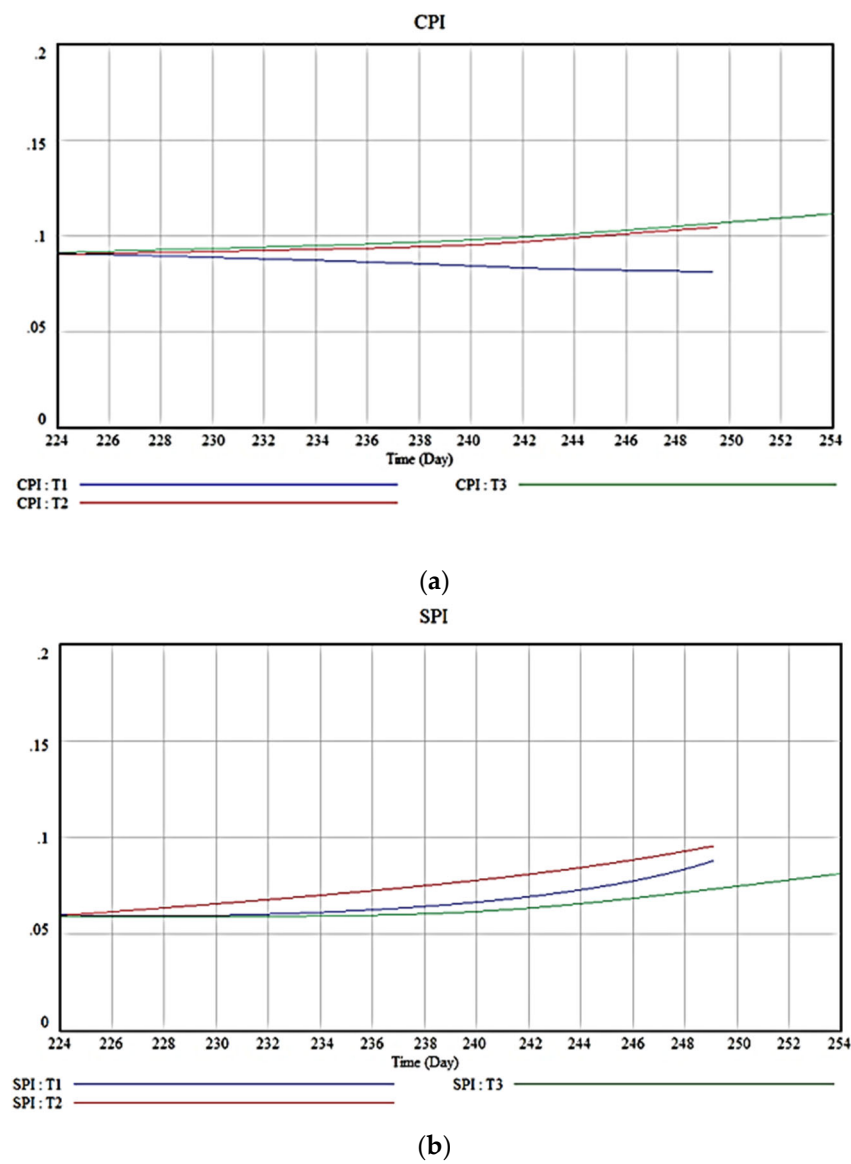 CPI
.2
.15
.1
.05
0
224 226 228 230 232 234 236 238 240 242 244 246 248 250 252 254
Time (Day)
CPI : T1 CPI : T3
CPI : T2
(a)
SPI
.2
.15
.1
.05
0
224 226 228 230 232 234 236 238 240 242 244 246 248 250 252 254
Time (Day)
SPI : T1 SPI : T3
SPI : T2
(b)